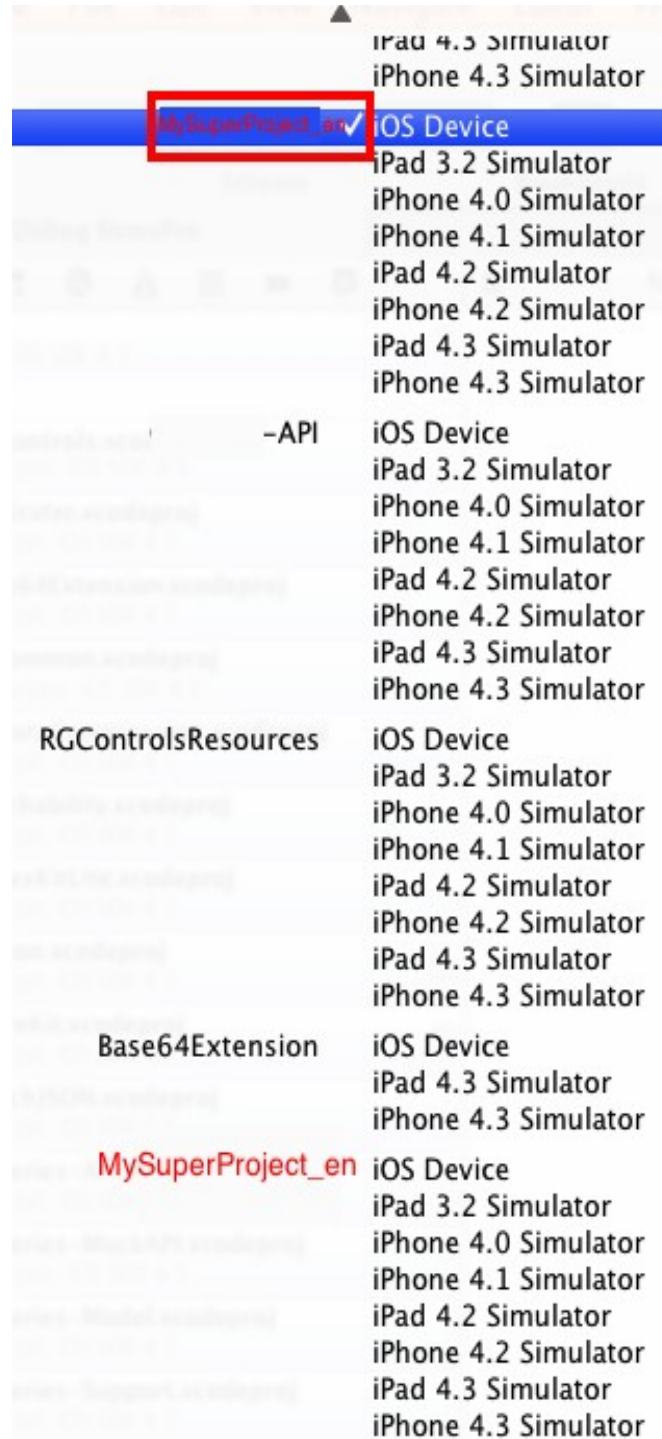 iPad 4.3 Simulator
iPhone 4.3 Simulator
MySuperProject_en ✓ iOS Device
iPad 3.2 Simulator
iPhone 4.0 Simulator
iPhone 4.1 Simulator
iPad 4.2 Simulator
iPhone 4.2 Simulator
iPad 4.3 Simulator
iPhone 4.3 Simulator
-API iOS Device
iPad 3.2 Simulator
iPhone 4.0 Simulator
iPhone 4.1 Simulator
iPad 4.2 Simulator
iPhone 4.2 Simulator
iPad 4.3 Simulator
iPhone 4.3 Simulator
RGControlsResources iOS Device
iPad 3.2 Simulator
iPhone 4.0 Simulator
iPhone 4.1 Simulator
iPad 4.2 Simulator
iPhone 4.2 Simulator
iPad 4.3 Simulator
iPhone 4.3 Simulator
Base64Extension iOS Device
iPad 4.3 Simulator
iPhone 4.3 Simulator
MySuperProject_en iOS Device
iPad 3.2 Simulator
iPhone 4.0 Simulator
iPhone 4.1 Simulator
iPad 4.2 Simulator
iPhone 4.2 Simulator
iPad 4.3 Simulator
iPhone 4.3 Simulator